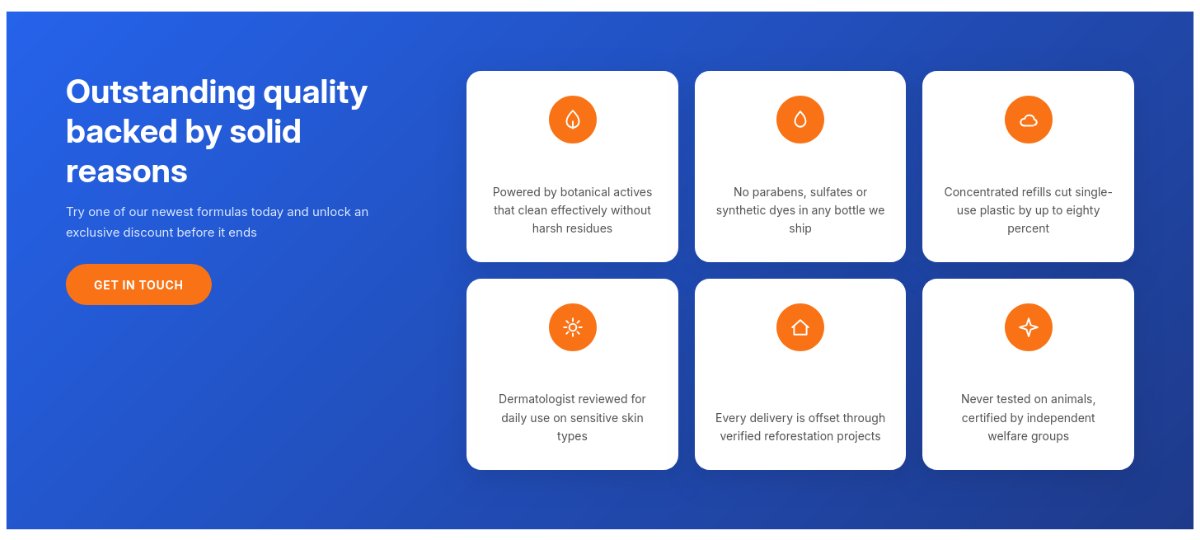 Outstanding quality
backed by solid
reasons
Try one of our newest formulas today and unlock an
exclusive discount before it ends
GET IN TOUCH
Powered by botanical actives
that clean effectively without
harsh residues
No parabens, sulfates or
synthetic dyes in any bottle we
ship
Concentrated refills cut single-
use plastic by up to eighty
percent
Dermatologist reviewed for
daily use on sensitive skin
types
Every delivery is offset through
verified reforestation projects
Never tested on animals,
certified by independent
welfare groups